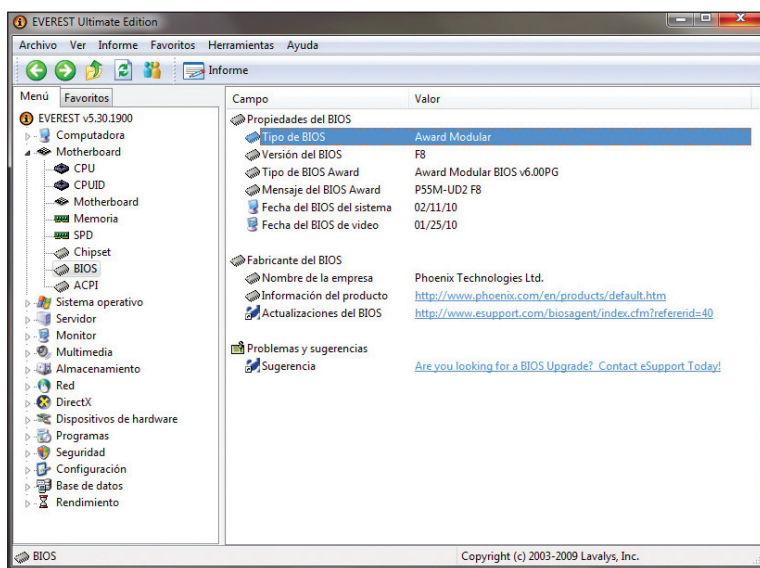 EVEREST Ultimate Edition
Archivo Ver Informe Favoritos Herramientas Ayuda
Informe
Menú Favoritos
EVEREST v5.30.1900
Computadora
Motherboard
CPU
CPUID
Motherboard
Memoria
SPD
Chipset
BIOS
ACPI
Sistema operativo
Servidor
Monitor
Multimedia
Almacenamiento
Red
DirectX
Dispositivos de hardware
Programas
Seguridad
Configuración
Base de datos
Rendimiento
Campo Valor
Propiedades del BIOS
Tipo de BIOS Award Modular
Versión del BIOS F8
Tipo de BIOS Award Award Modular BIOS v6.00PG
Mensaje del BIOS Award P55M-UD2 F8
Fecha del BIOS del sistema 02/11/10
Fecha del BIOS de video 01/25/10
Fabricante del BIOS
Nombre de la empresa Phoenix Technologies Ltd.
Información del producto http://www.phoenix.com/en/products/default.htm
Actualizaciones del BIOS http://www.esupport.com/biosagent/index.cfm?refererid=40
Problemas y sugerencias
Sugerencia Are you looking for a BIOS Upgrade? Contact eSupport Today!
BIOS Copyright (c) 2003-2009 Lavalys, Inc.